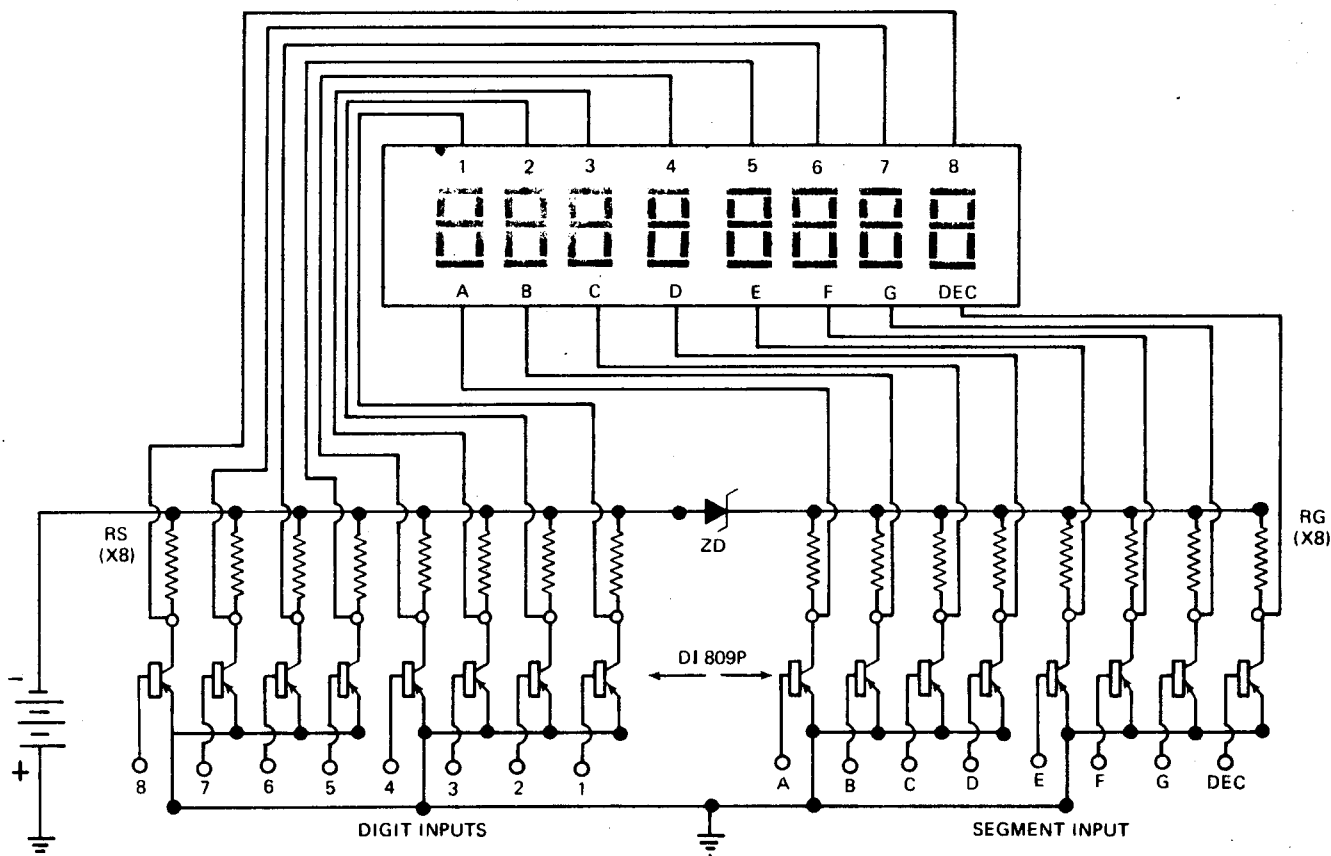 1 2 3 4 5 6 7 8
A B C D E F G DEC
RS
(X8)
ZD
RG
(X8)
DI 809P
-
+
8 7 6 5 4 3 2 1
A B C D E F G DEC
DIGIT INPUTS
SEGMENT INPUT